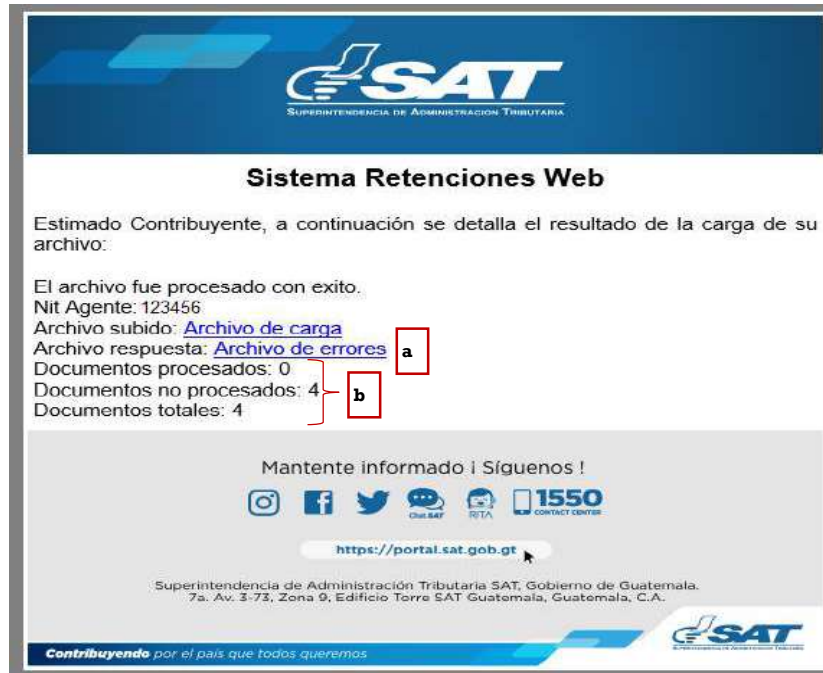 SAT
SUPERINTENDENCIA DE ADMINISTRACION TRIBUTARIA
Sistema Retenciones Web
Estimado Contribuyente, a continuación se detalla el resultado de la carga de su
archivo:
El archivo fue procesado con exito.
Nit Agente: 123456
Archivo subido: Archivo de carga
Archivo respuesta: Archivo de errores a
Documentos procesados: 0
Documentos no procesados: 4 b
Documentos totales: 4
Mantente informado ¡ Síguenos !
Chat SAT RITA 1550 CONTACT CENTER
https://portal.sat.gob.gt
Superintendencia de Administración Tributaria SAT, Gobierno de Guatemala.
7a. Av. 3-73, Zona 9, Edificio Torre SAT Guatemala, Guatemala, C.A.
SAT
Contribuyendo por el país que todos queremos